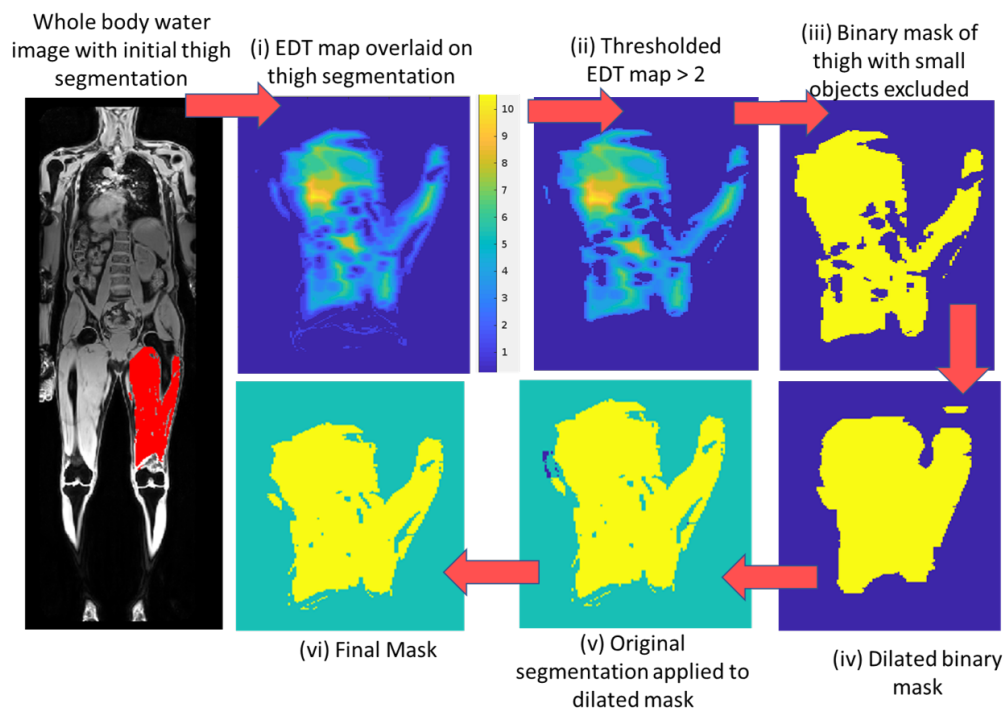 Whole body water
image with initial thigh
segmentation
(i) EDT map overlaid on
thigh segmentation
(ii) Thresholded
EDT map > 2
(iii) Binary mask of
thigh with small
objects excluded
10
9
8
7
6
5
4
3
2
1
(vi) Final Mask
(v) Original
segmentation applied to
dilated mask
(iv) Dilated binary
mask